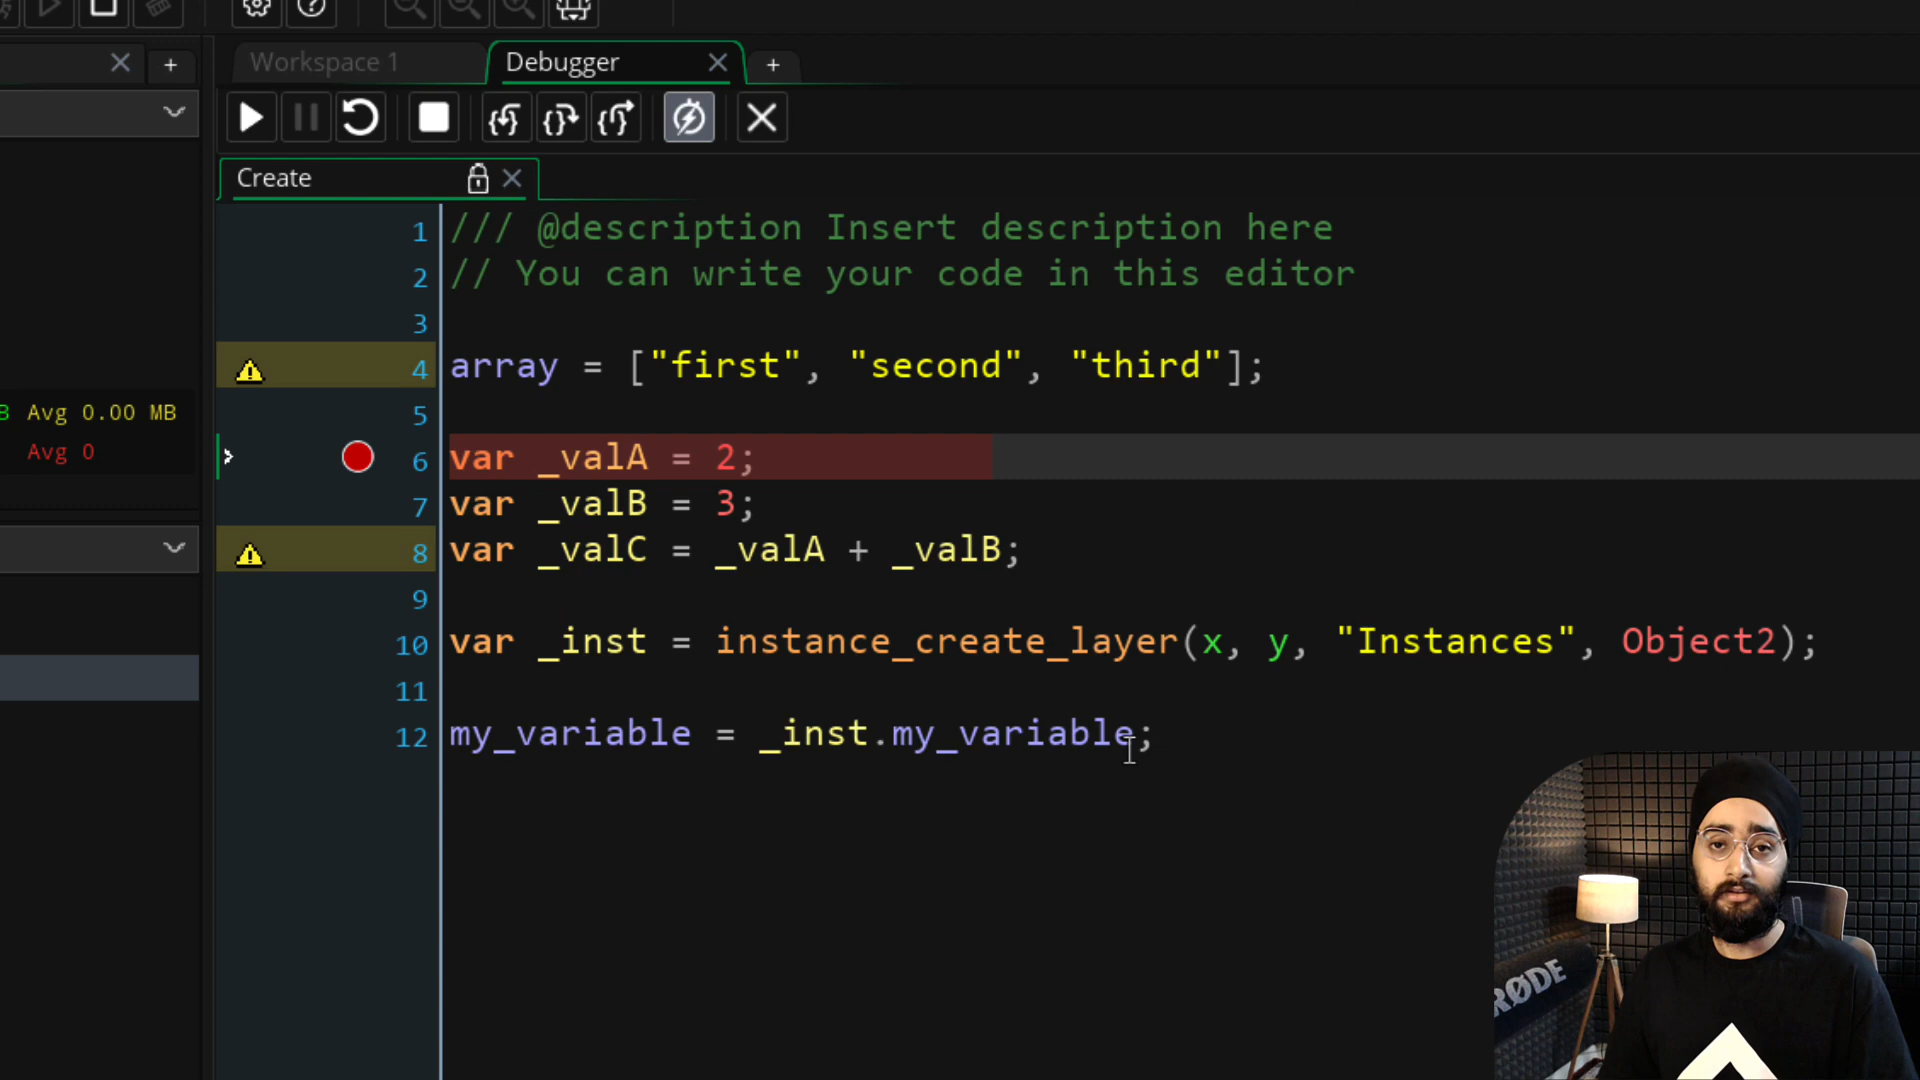 Workspace 1
Debugger
Create
1 /// @description Insert description here
2 // You can write your code in this editor
3
4 array = ["first", "second", "third"];
5
6 var _valA = 2;
7 var _valB = 3;
8 var _valC = _valA + _valB;
9
10 var _inst = instance_create_layer(x, y, "Instances", Object2);
11
12 my_variable = _inst.my_variable;
B Avg 0.00 MB
Avg 0
RØDE